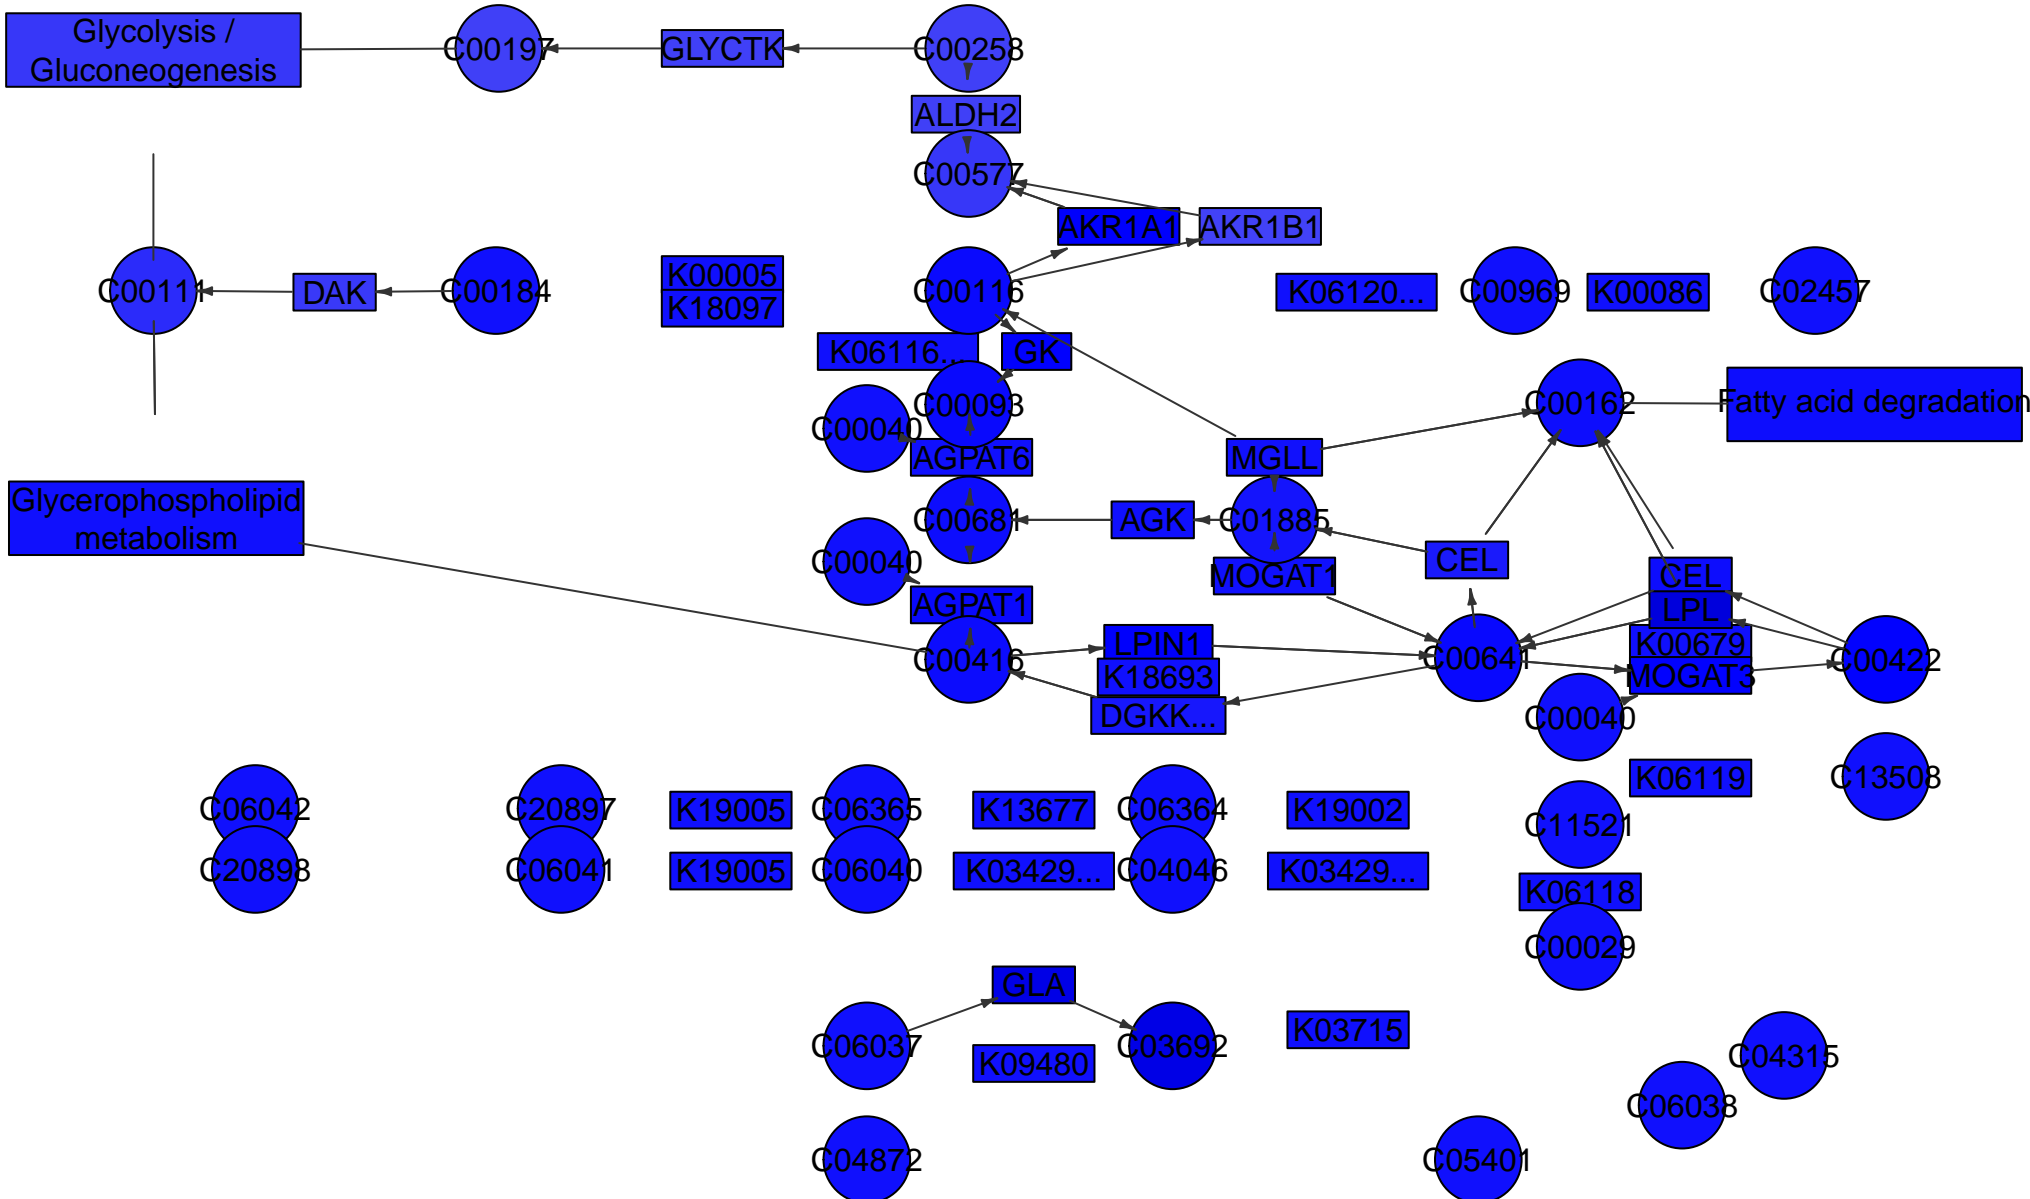 Glycolysis /
Gluconeogenesis
C00197
GLYCTK
C00258
ALDH2
C00577
AKR1A1
AKR1B1
C00111
DAK
C00184
K00005
K18097
C00116
K06120...
C00969
K00086
C02457
K06116...
GK
C00093
C00040
AGPAT6
MGLL
C00162
Fatty acid degradation
Glycerophospholipid
metabolism
C00681
AGK
C01885
C00040
AGPAT1
MOGAT1
CEL
CEL
LPL
K00679
MOGAT3
C00416
LPIN1
K18693
DGKK...
C00641
C00422
C00040
C06042
C20897
K19005
C06365
K13677
C06364
K19002
C11521
K06119
C13508
C20898
C06041
K19005
C06040
K03429...
C04046
K03429...
K06118
C00029
GLA
C06037
K09480
C03692
K03715
C04315
C06038
C04872
C05401